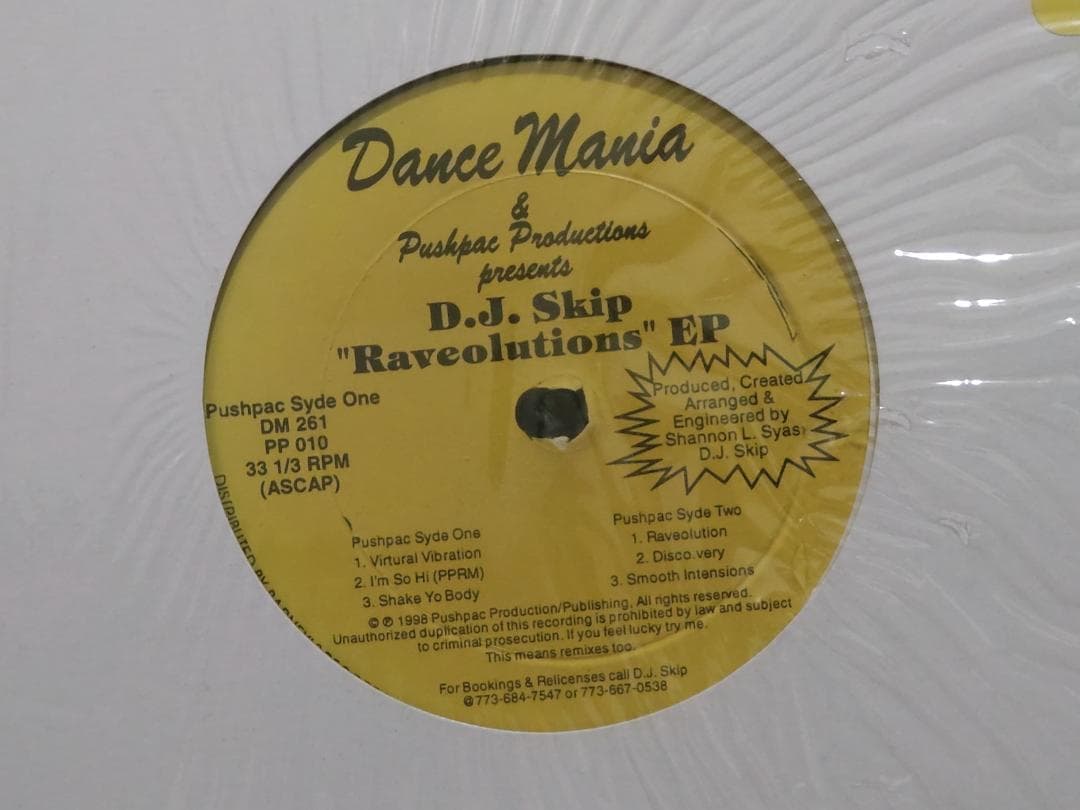 Dance Mania
&
Pushpac Productions
presents
D.J. Skip
"Raveolutions" EP
Pushpac Syde One
DM 261
PP 010
33 1/3 RPM
(ASCAP)
Produced, Created
Arranged &
Engineered by
Shannon L. Syas
D.J. Skip
DISTRIBUTED BY
Pushpac Syde One
1. Virtural Vibration
2. I'm So Hi (PPRM)
3. Shake Yo Body
Pushpac Syde Two
1. Raveolution
2. Disco.very
3. Smooth Intensions
© ℗ 1998 Pushpac Production/Publishing, All rights reserved.
Unauthorized duplication of this recording is prohibited by law and subject
to criminal prosecution. If you feel lucky try me.
This means remixes too.
For Bookings & Relicenses call D.J. Skip
@773-684-7547 or 773-667-0538